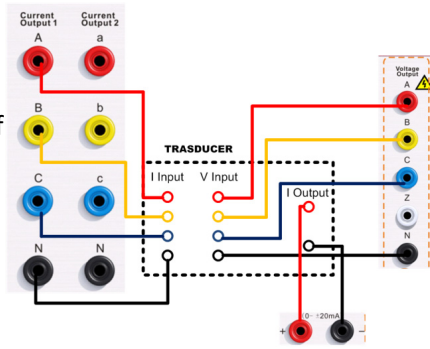 Current Output 1
Current Output 2
A
a
B
b
C
c
N
N
f
TRASDUCER
I Input
V Input
I Output
Voltage Output
A
B
C
Z
N
(0~±20mA)
+
−